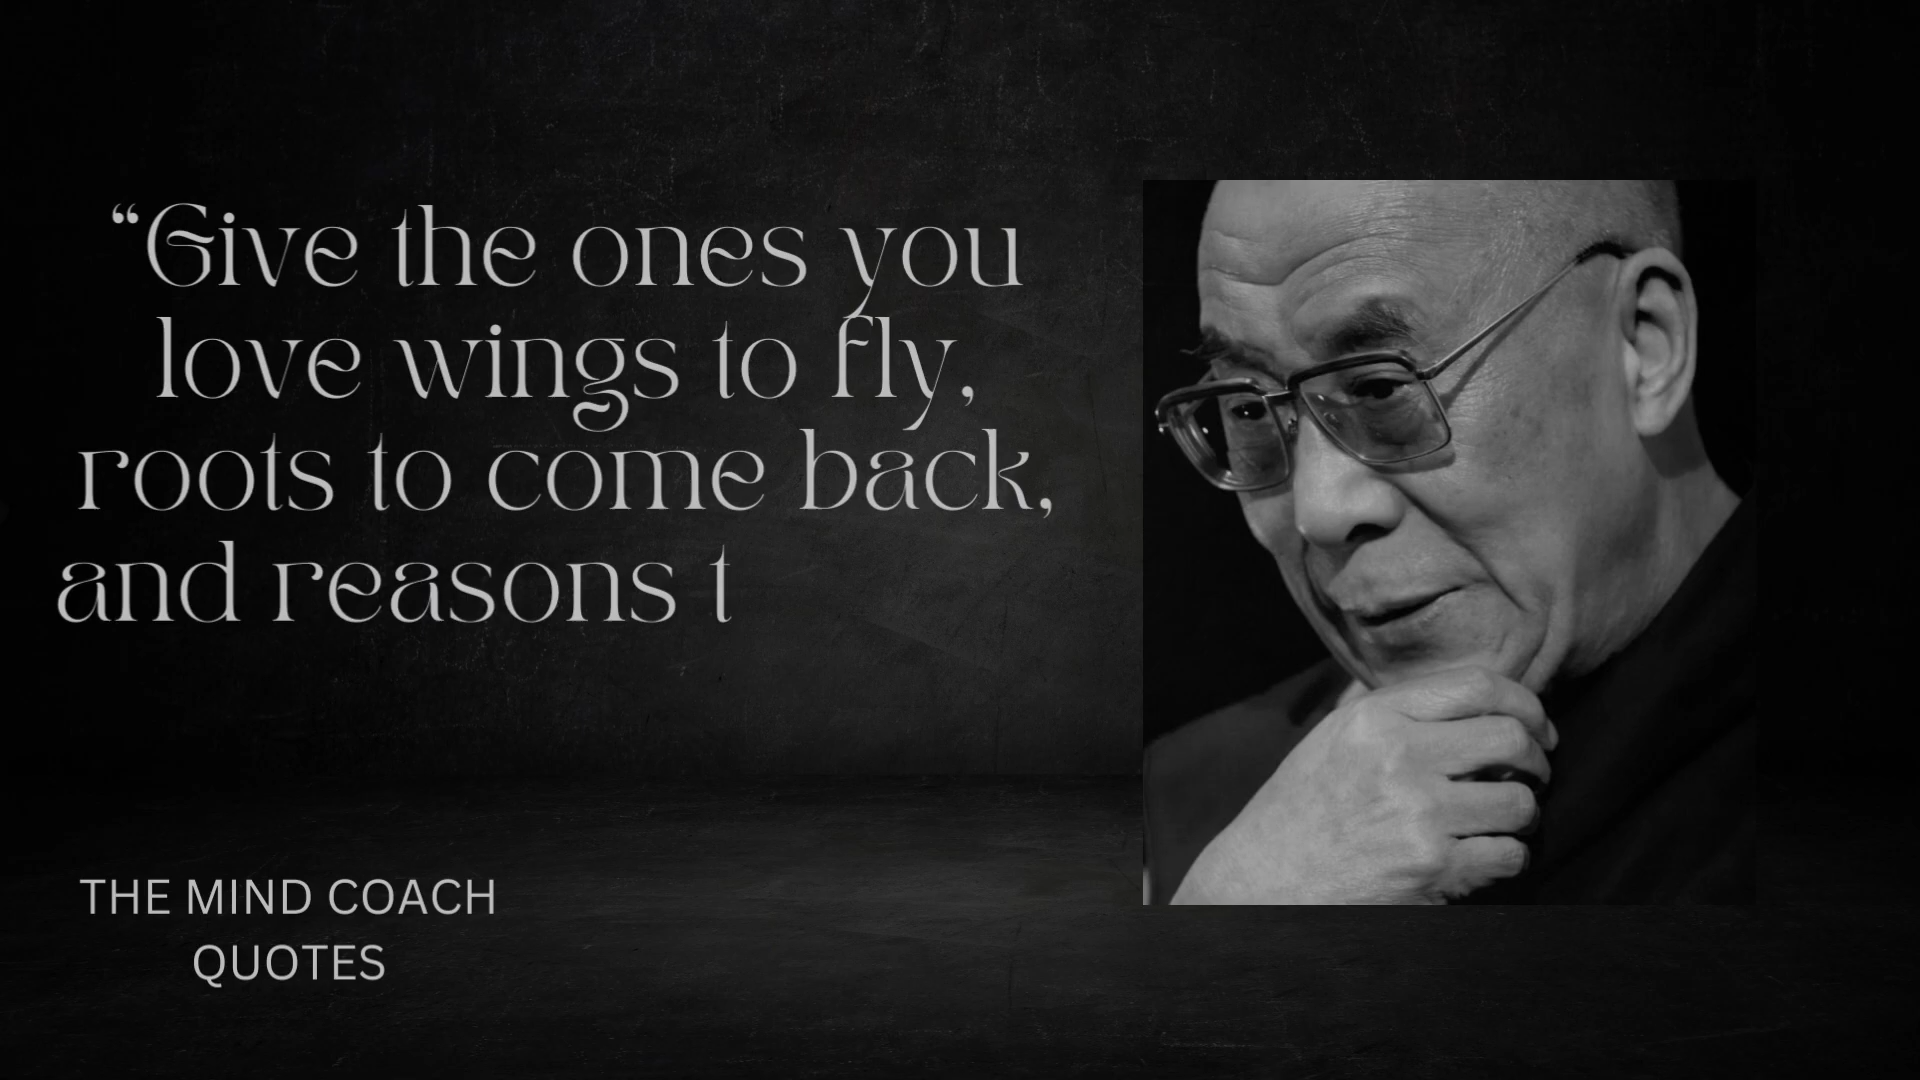 “Give the ones you
love wings to fly,
roots to come back,
and reasons t
THE MIND COACH
QUOTES